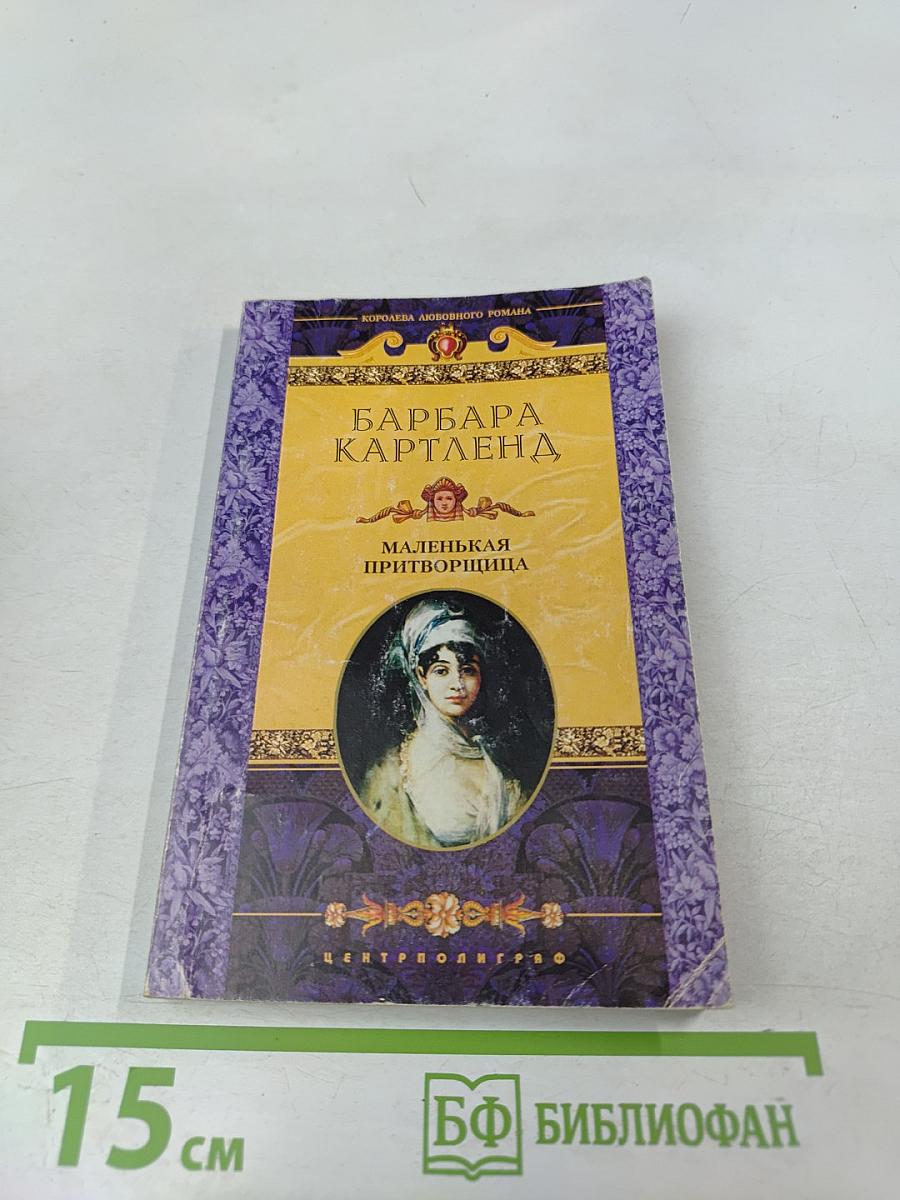 КОРОЛЕВА ЛЮБОВНОГО РОМАНА
БАРБАРА
КАРТЛЕНД
МАЛЕНЬКАЯ
ПРИТВОРЩИЦА
ЦЕНТРПОЛИГРАФ
15 см
БФ БИБЛИОФАН